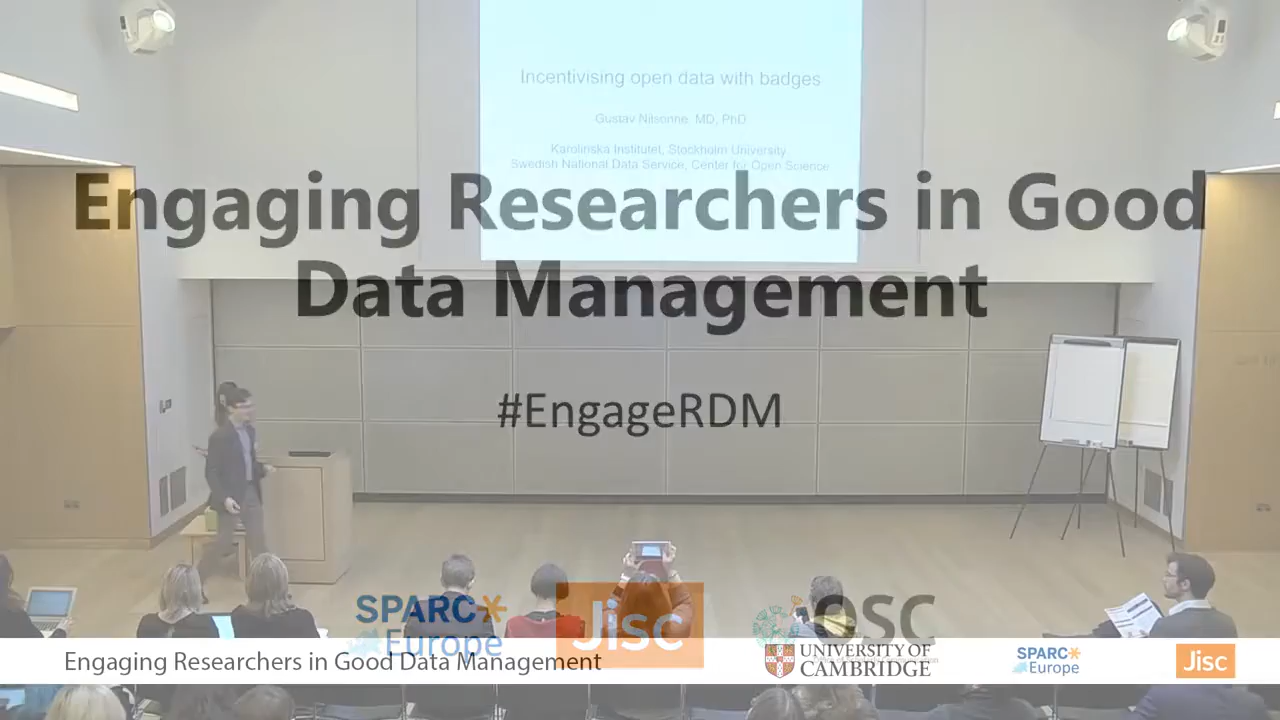 Incentivising open data with badges
Gustav Nilsonne, MD, PhD
Karolinska Institutet, Stockholm University
Swedish National Data Service, Center for Open Science
Engaging Researchers in Good
Data Management
#EngageRDM
SPARC
Europe
Jisc
OSC
Engaging Researchers in Good Data Management
UNIVERSITY OF
CAMBRIDGE
SPARC
Europe
Jisc